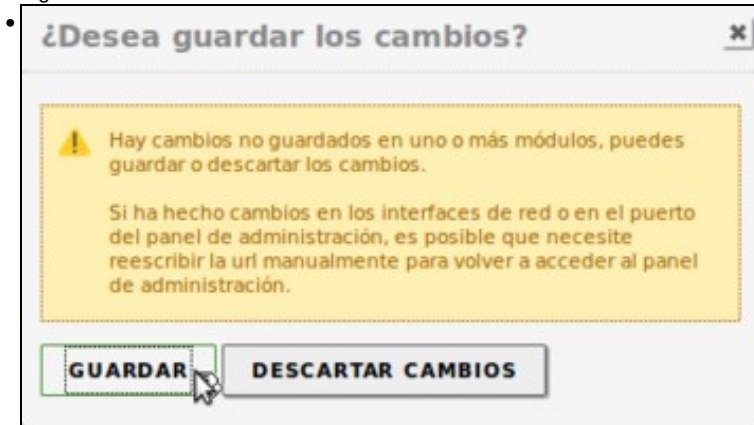 ¿Desea guardar los cambios?
Hay cambios no guardados en uno o más módulos, puedes
guardar o descartar los cambios.
Si ha hecho cambios en los interfaces de red o en el puerto
del panel de administración, es posible que necesite
reescribir la url manualmente para volver a acceder al panel
de administración.
GUARDAR DESCARTAR CAMBIOS